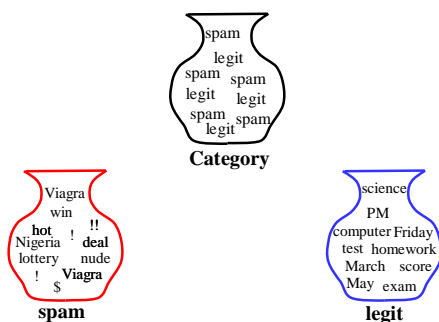 spam
legit
spam spam
legit legit
spam spam
legit
Category
Viagra
win
hot ! !!
Nigeria deal
lottery nude
! Viagra
$
spam
science
PM
computer Friday
test homework
March score
May exam
legit